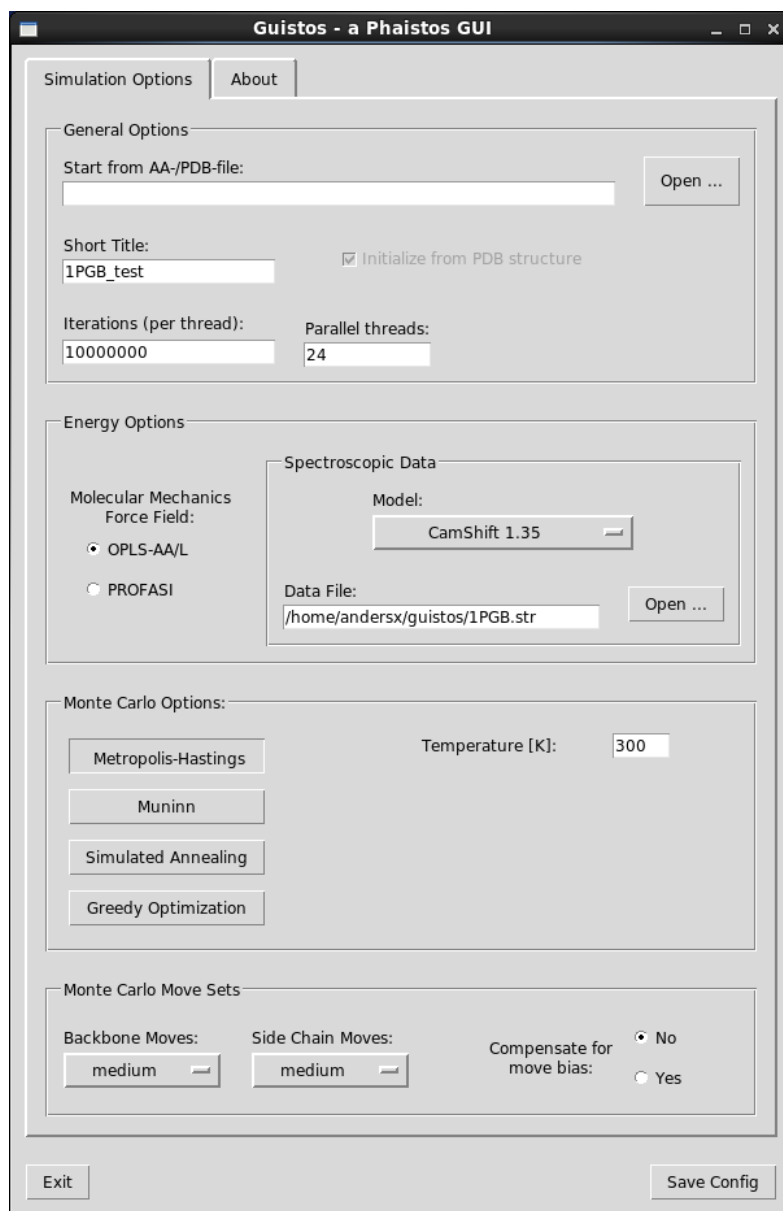 Guistos - a Phaistos GUI
Simulation Options
About
General Options
Start from AA-/PDB-file:
Open ...
Short Title:
1PGB_test
Initialize from PDB structure
Iterations (per thread):
Parallel threads:
10000000
24
Energy Options
Spectroscopic Data
Molecular Mechanics
Force Field:
Model:
CamShift 1.35
OPLS-AA/L
PROFASI
Data File:
/home/andersx/guistos/1PGB.str
Open ...
Monte Carlo Options:
Metropolis-Hastings
Temperature [K]:
300
Muninn
Simulated Annealing
Greedy Optimization
Monte Carlo Move Sets
Backbone Moves:
Side Chain Moves:
medium
medium
Compensate for
move bias:
No
Yes
Exit
Save Config